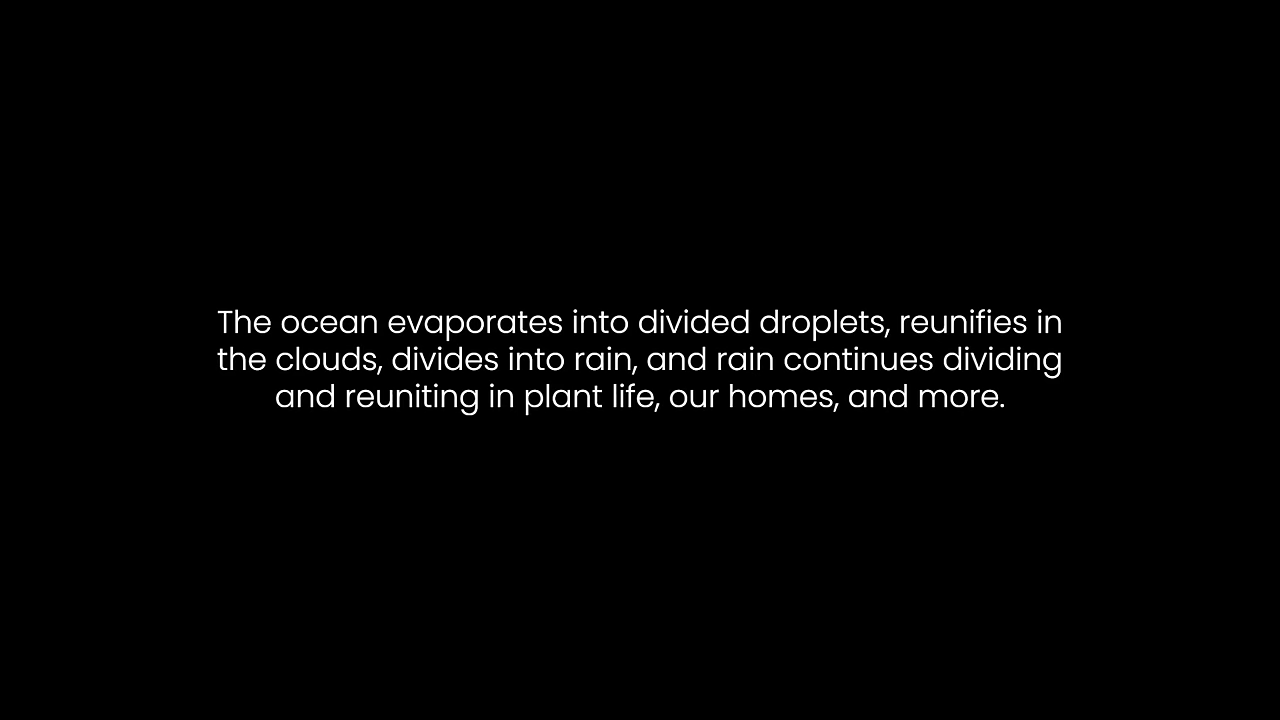 The ocean evaporates into divided droplets, reunifies in
the clouds, divides into rain, and rain continues dividing
and reuniting in plant life, our homes, and more.